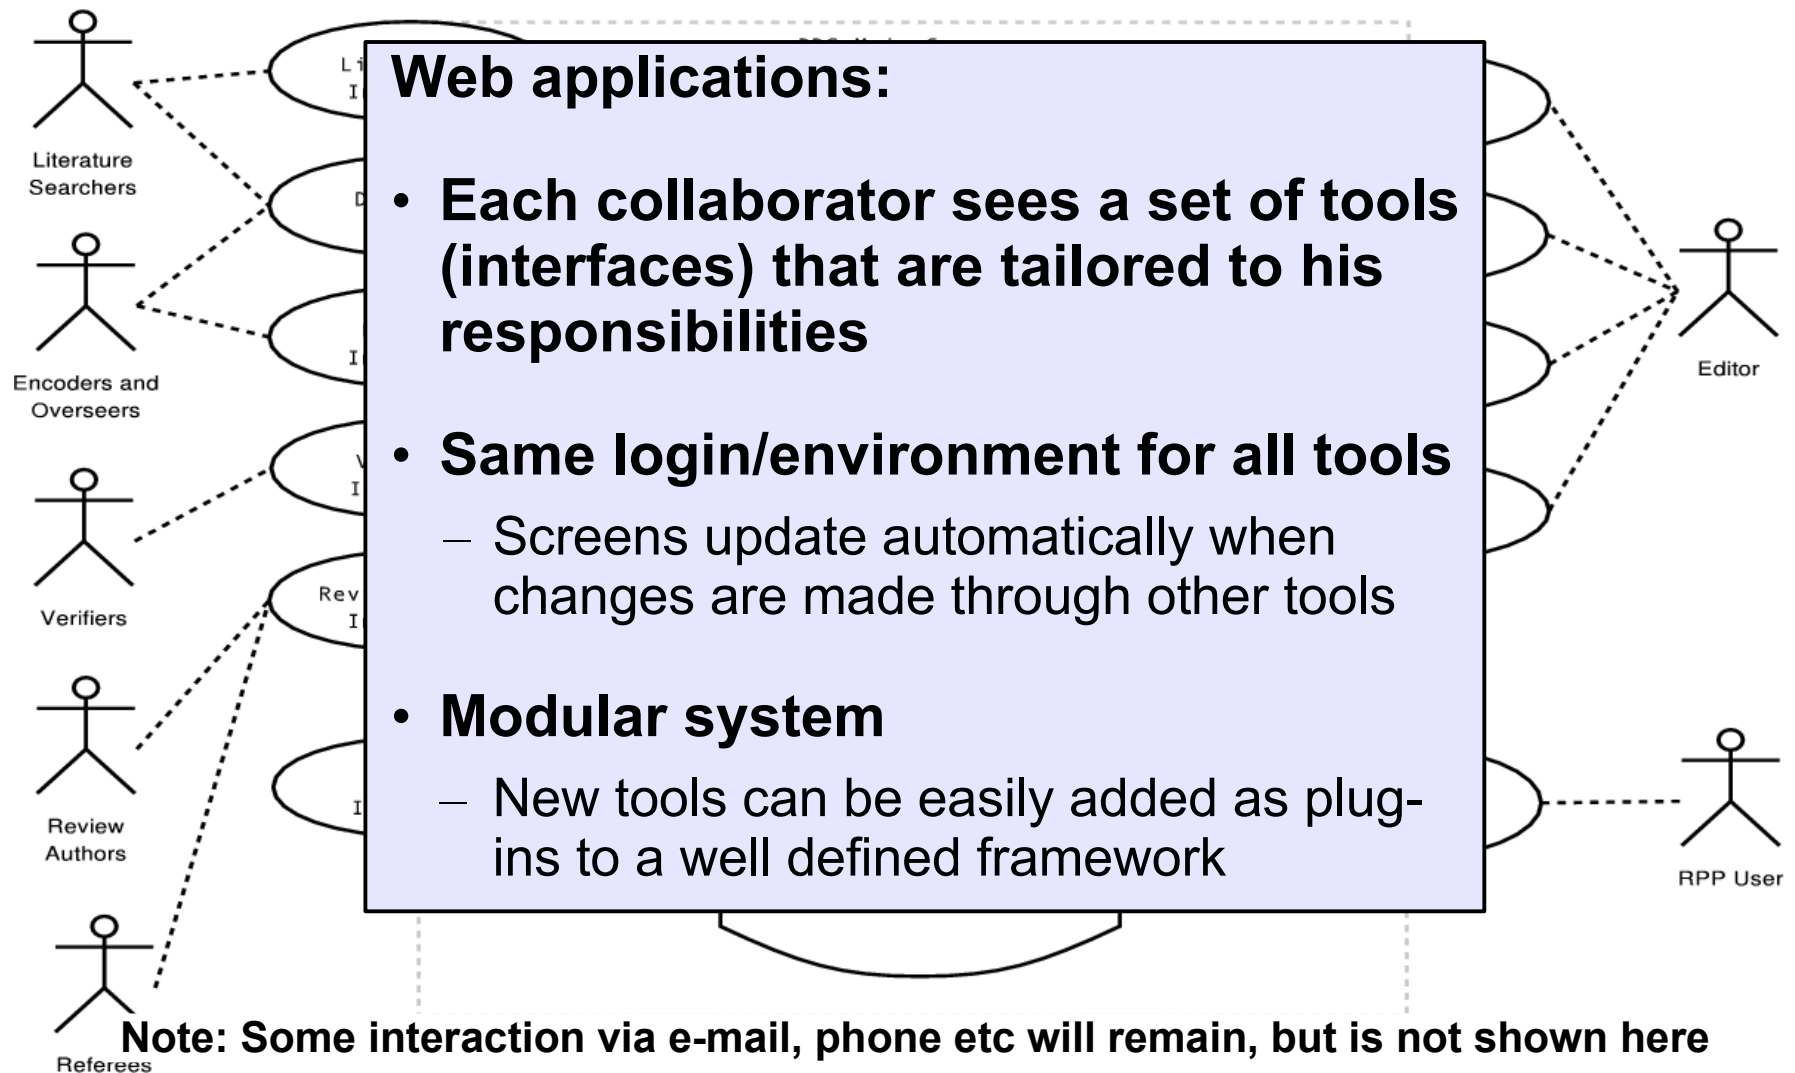 Web applications:
• Each collaborator sees a set of tools
(interfaces) that are tailored to his
responsibilities
• Same login/environment for all tools
– Screens update automatically when
changes are made through other tools
• Modular system
– New tools can be easily added as plug-
ins to a well defined framework
Literature
Searchers
Encoders and
Overseers
Verifiers
Review
Authors
Referees
Editor
RPP User
Note: Some interaction via e-mail, phone etc will remain, but is not shown here